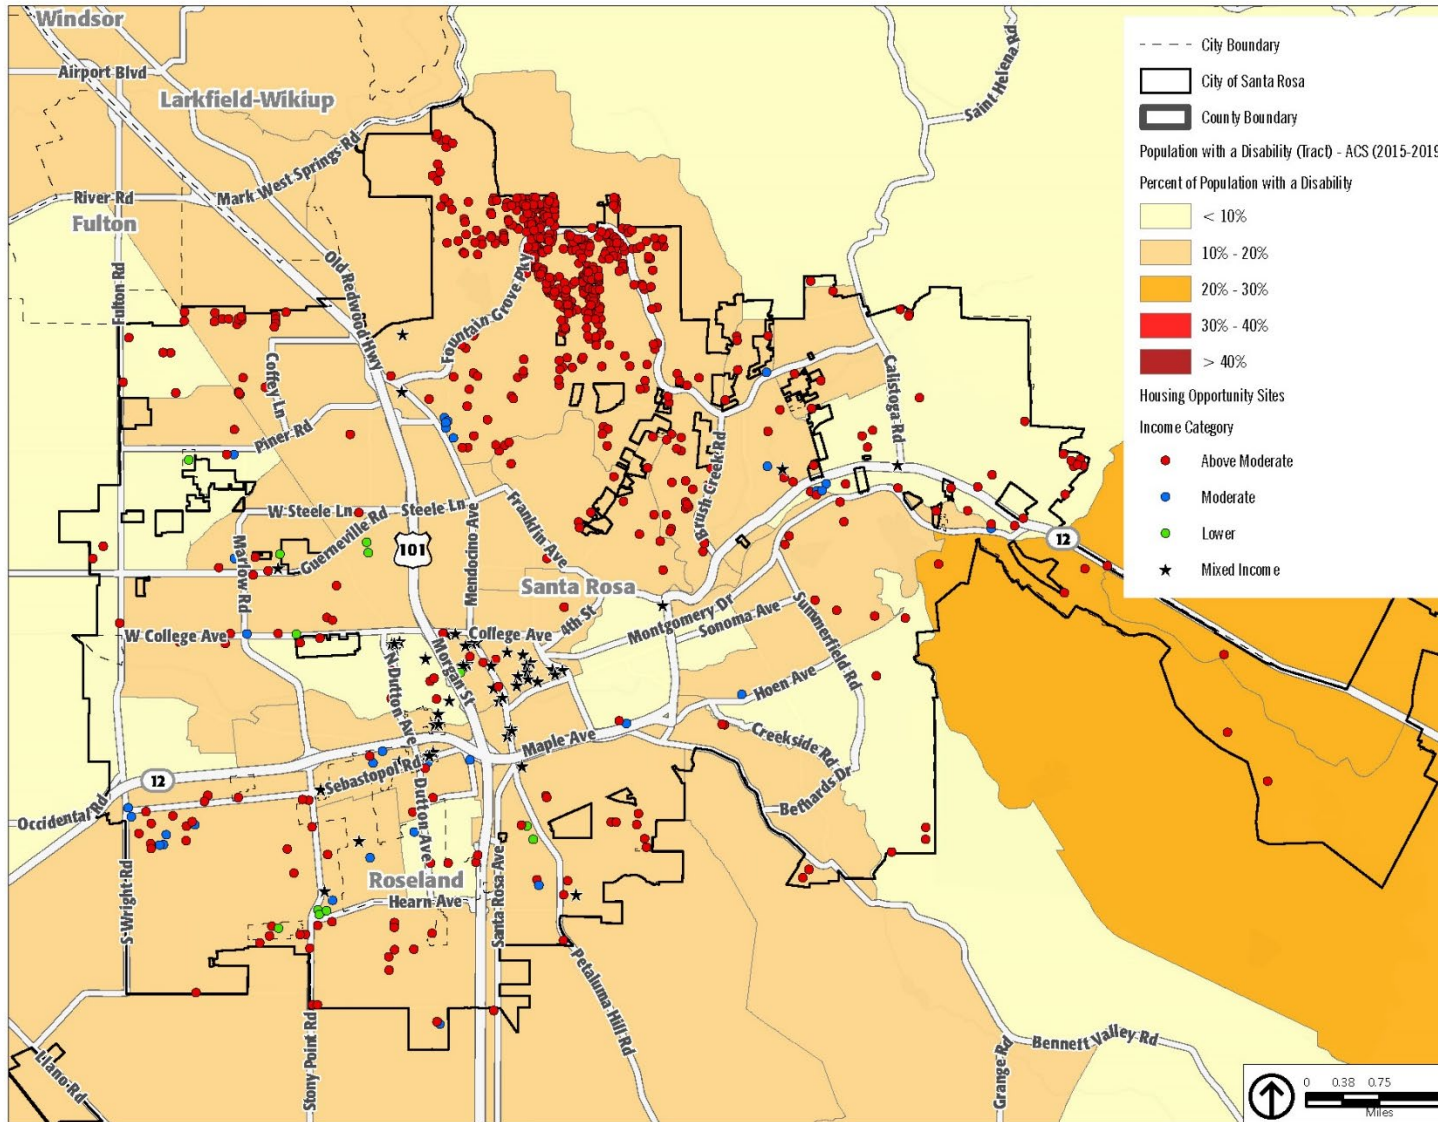 Windsor
Airport Blvd
Larkfield-Wikiup
Saint Helena Rd
Mark West Springs Rd
River Rd
Fulton
Fulton Rd
Old Redwood Hwy
Fountain Grove Pky
Coffey Ln
Piner Rd
Calistoga Rd
Brush Creek Rd
W Steele Ln
Steele Ln
Guerneville Rd
Franklin Ave
Mendocino Ave
101
12
Marlow Rd
Santa Rosa
4th St
Montgomery Dr
Sonoma Ave
Summerfield Rd
W College Ave
College Ave
N Dutton Ave
Morgan St
Hoen Ave
Maple Ave
Creekside Rd
Bethards Dr
12
Sebastopol Rd
Occidental Rd
Dutton Ave
S Wright Rd
Roseland
Hearn Ave
Santa Rosa Ave
Petaluma Hill Rd
Stony Point Rd
Llano Rd
Grange Rd
Bennett Valley Rd
City Boundary
City of Santa Rosa
County Boundary
Population with a Disability (Tract) - ACS (2015-2019
Percent of Population with a Disability
< 10%
10% - 20%
20% - 30%
30% - 40%
> 40%
Housing Opportunity Sites
Income Category
Above Moderate
Moderate
Lower
Mixed Income
0 0.38 0.75
Miles